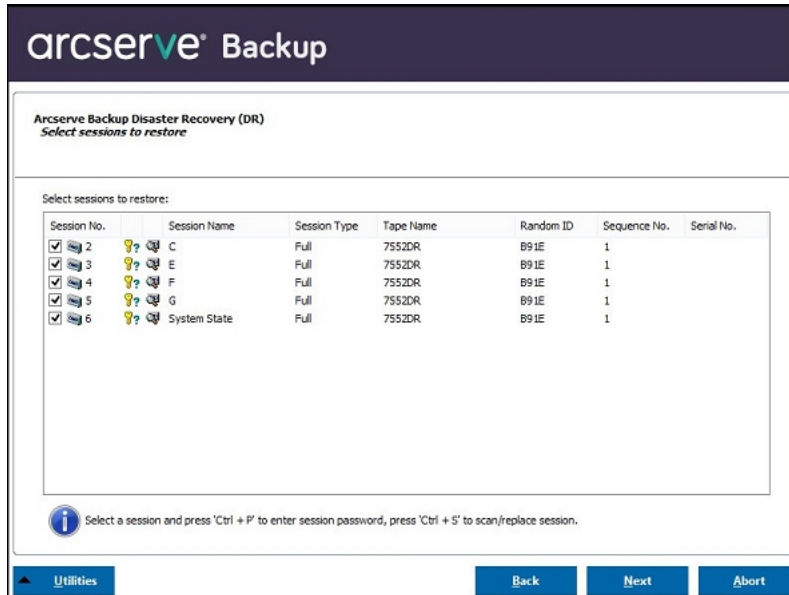 arcserve® Backup
Arcserve Backup Disaster Recovery (DR)
Select sessions to restore
Select sessions to restore:
Session No. Session Name Session Type Tape Name Random ID Sequence No. Serial No.
2 ? C Full 7552DR B91E 1
3 ? E Full 7552DR B91E 1
4 ? F Full 7552DR B91E 1
5 ? G Full 7552DR B91E 1
6 ? System State Full 7552DR B91E 1
Select a session and press 'Ctrl + P' to enter session password, press 'Ctrl + S' to scan/replace session.
Utilities Back Next Abort